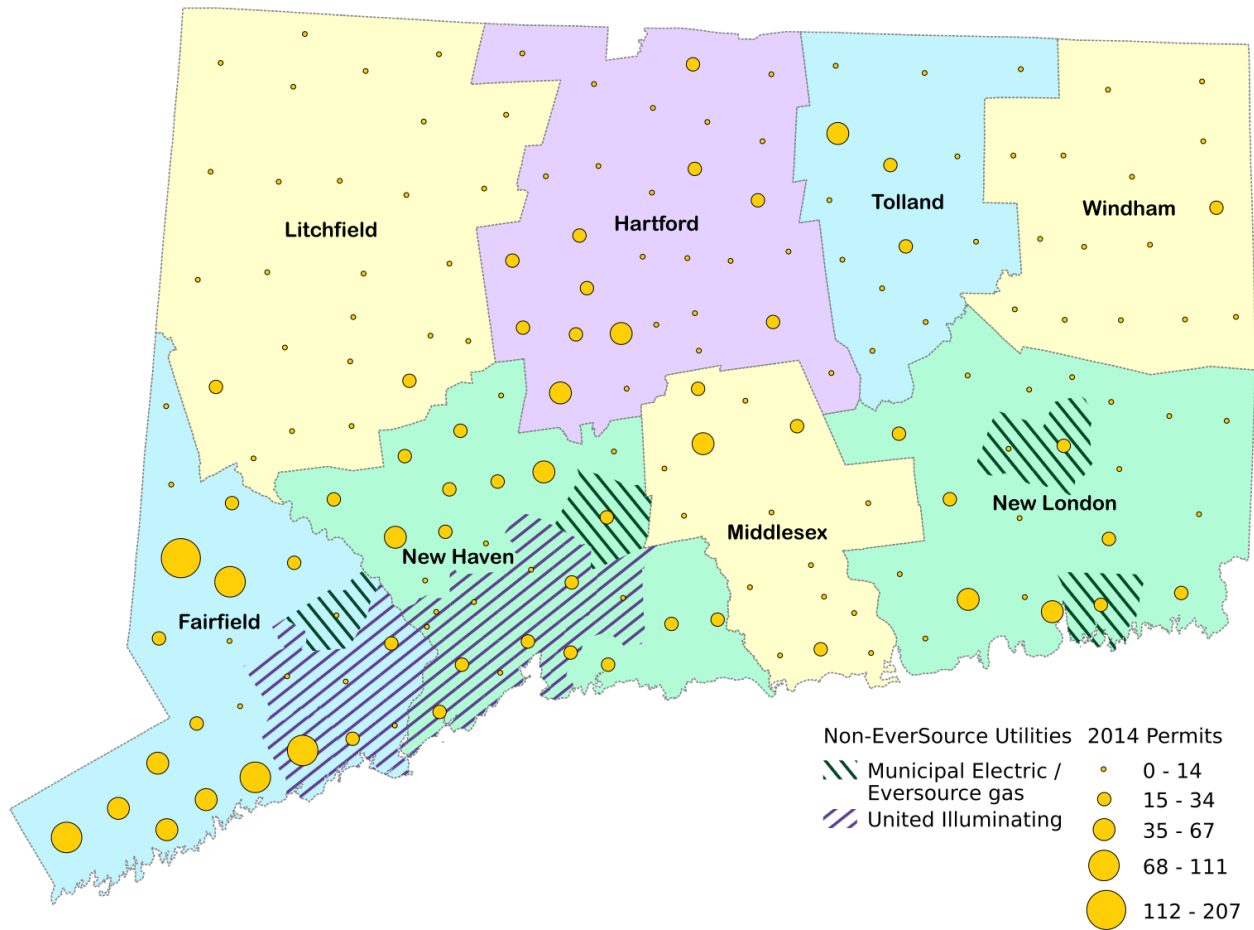 Litchfield
Hartford
Tolland
Windham
New London
Middlesex
New Haven
Fairfield
Non-EverSource Utilities
Municipal Electric /
Eversource gas
United Illuminating
2014 Permits
0 - 14
15 - 34
35 - 67
68 - 111
112 - 207